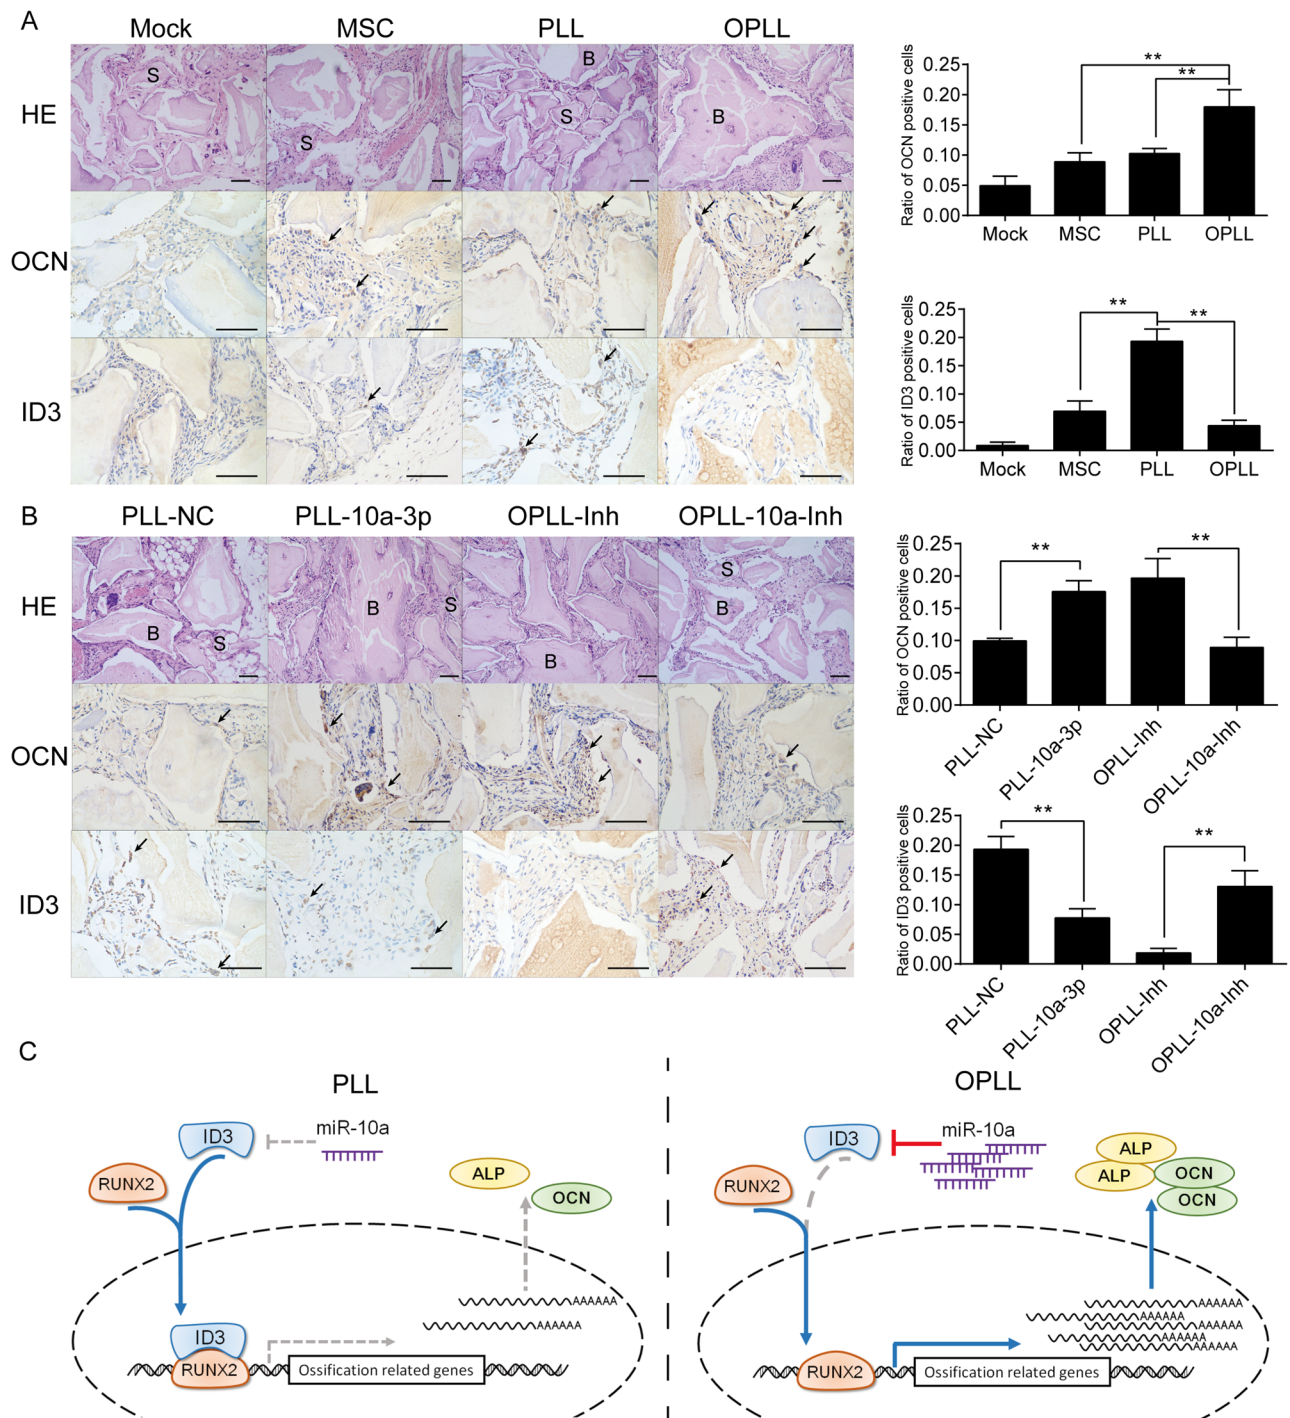 A
Mock MSC PLL OPLL
HE
S
S
B
S
B
OCN
ID3
Ratio of OCN positive cells
0.25
0.20
0.15
0.10
0.05
0.00
** **
Mock MSC PLL OPLL
Ratio of ID3 positive cells
0.25
0.20
0.15
0.10
0.05
0.00
** **
Mock MSC PLL OPLL
B
PLL-NC PLL-10a-3p OPLL-Inh OPLL-10a-Inh
HE
B
S
B
S
B
S
B
OCN
ID3
Ratio of OCN positive cells
0.25
0.20
0.15
0.10
0.05
0.00
** **
PLL-NC PLL-10a-3p OPLL-Inh OPLL-10a-Inh
Ratio of ID3 positive cells
0.25
0.20
0.15
0.10
0.05
0.00
** **
PLL-NC PLL-10a-3p OPLL-Inh OPLL-10a-Inh
C
PLL
ID3
miR-10a
RUNX2
ALP
OCN
AAAAAA
AAAAAA
ID3
RUNX2
Ossification related genes
OPLL
ID3
miR-10a
RUNX2
ALP
ALP
OCN
OCN
AAAAAA
AAAAAA
AAAAAA
AAAAAA
AAAAAA
RUNX2
Ossification related genes